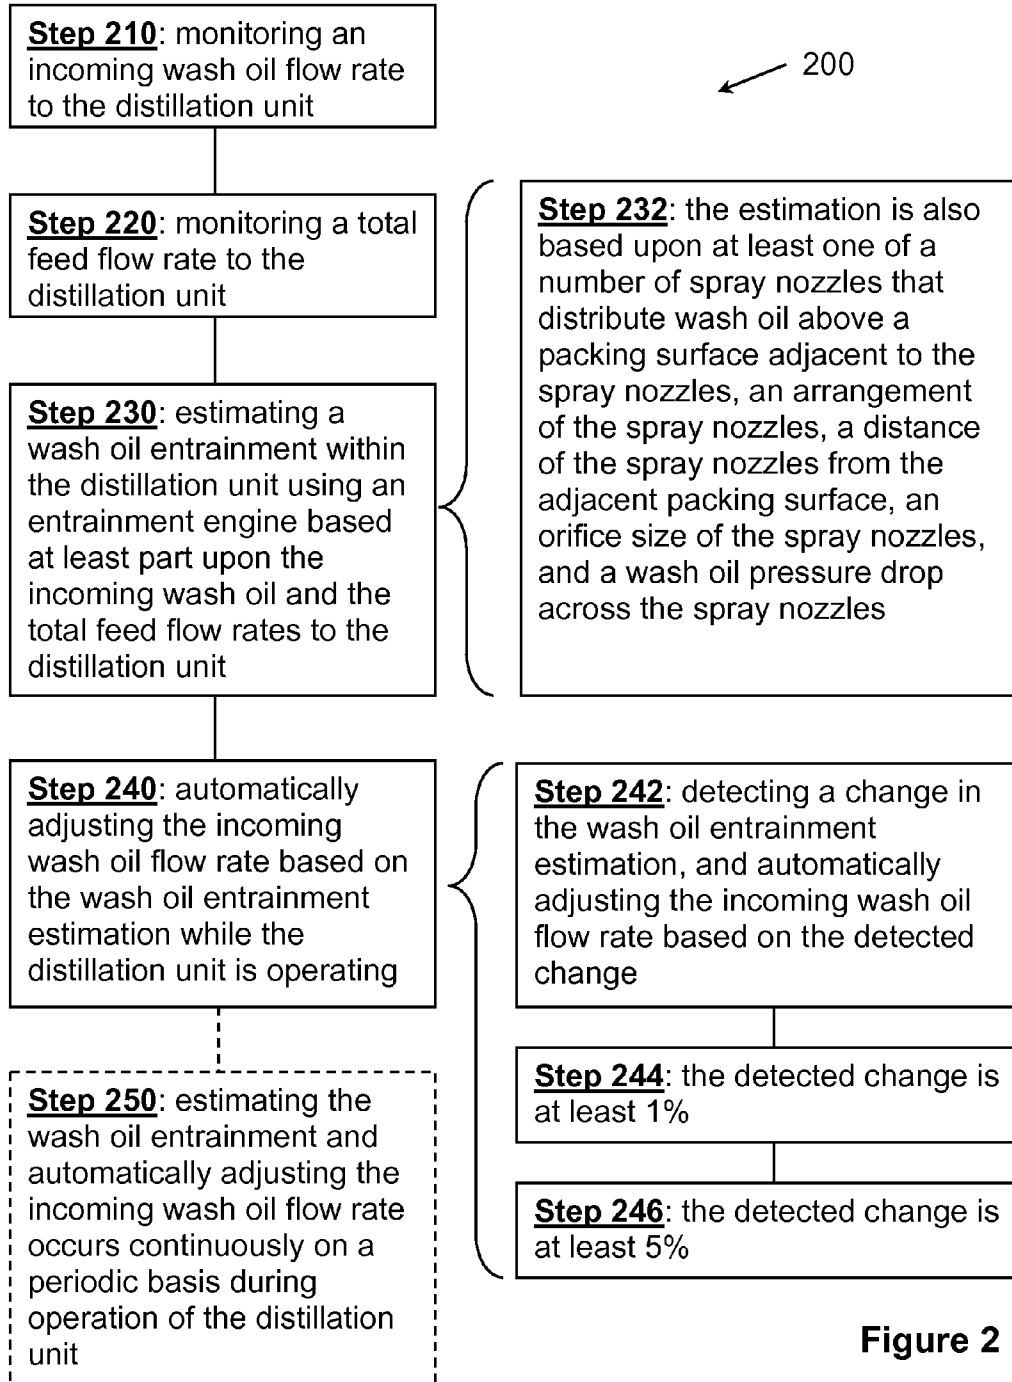 Step 210: monitoring an
incoming wash oil flow rate
to the distillation unit
200
Step 220: monitoring a total
feed flow rate to the
distillation unit
Step 232: the estimation is also
based upon at least one of a
number of spray nozzles that
distribute wash oil above a
packing surface adjacent to the
spray nozzles, an arrangement
of the spray nozzles, a distance
of the spray nozzles from the
adjacent packing surface, an
orifice size of the spray nozzles,
and a wash oil pressure drop
across the spray nozzles
Step 230: estimating a
wash oil entrainment within
the distillation unit using an
entrainment engine based
at least part upon the
incoming wash oil and the
total feed flow rates to the
distillation unit
Step 240: automatically
adjusting the incoming
wash oil flow rate based on
the wash oil entrainment
estimation while the
distillation unit is operating
Step 242: detecting a change in
the wash oil entrainment
estimation, and automatically
adjusting the incoming wash oil
flow rate based on the detected
change
Step 244: the detected change is
at least 1%
Step 246: the detected change is
at least 5%
Step 250: estimating the
wash oil entrainment and
automatically adjusting the
incoming wash oil flow rate
occurs continuously on a
periodic basis during
operation of the distillation
unit
Figure 2